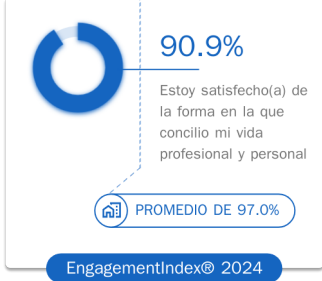 90.9%
Estoy satisfecho(a) de
la forma en la que
concilio mi vida
profesional y personal
PROMEDIO DE 97.0%
EngagementIndex® 2024